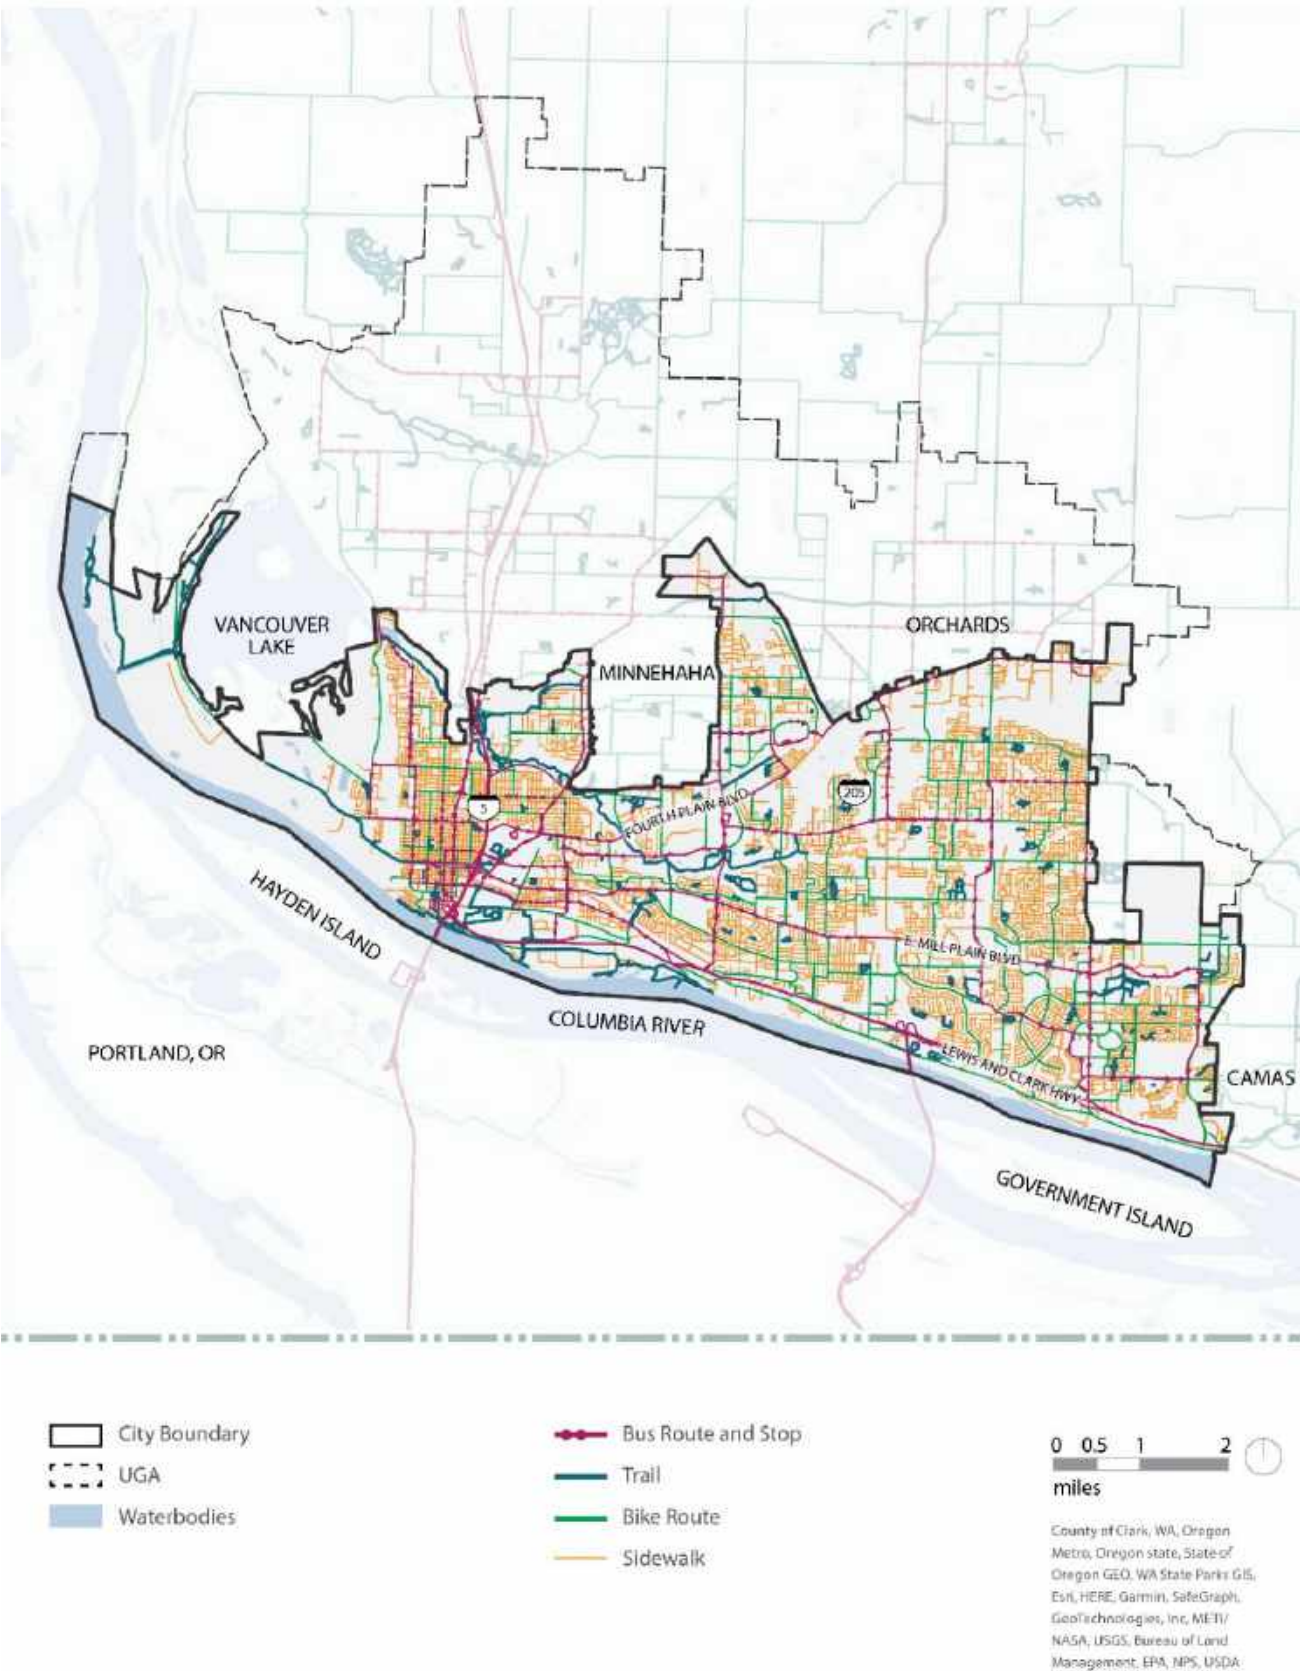 VANCOUVER
LAKE
ORCHARDS
MINNEHAHA
205
5
FOURTH PLAIN BLVD
HAYDEN ISLAND
E. MILL PLAIN BLVD
COLUMBIA RIVER
PORTLAND, OR
LEWIS AND CLARK HWY
CAMAS
GOVERNMENT ISLAND
City Boundary
UGA
Waterbodies
Bus Route and Stop
Trail
Bike Route
Sidewalk
0 0.5 1 2
miles
County of Clark, WA, Oregon
Metro, Oregon state, State of
Oregon GEO, WA State Parks GIS,
Esri, HERE, Garmin, SafeGraph,
GeoTechnologies, Inc, METI/
NASA, USGS, Bureau of Land
Management, EPA, NPS, USDA